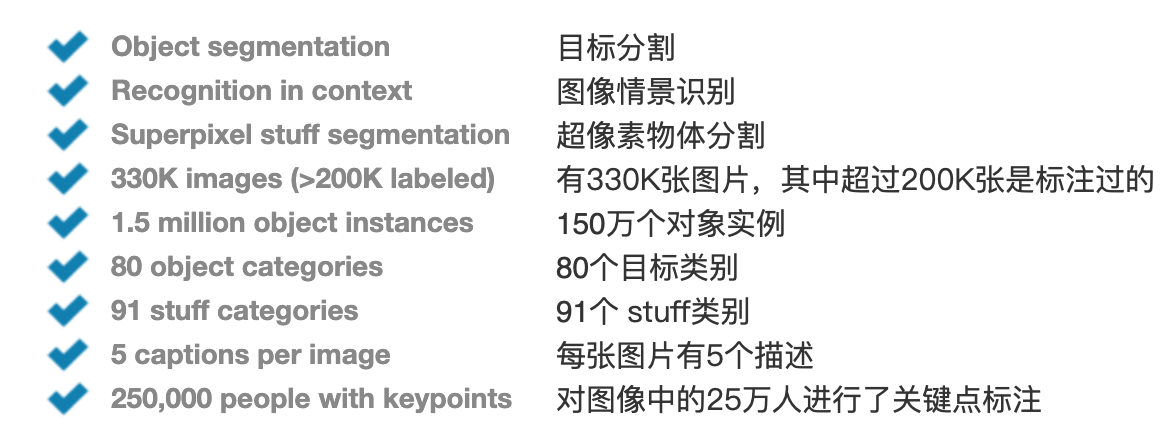 Object segmentation 目标分割
Recognition in context 图像情景识别
Superpixel stuff segmentation 超像素物体分割
330K images (>200K labeled) 有330K张图片，其中超过200K张是标注过的
1.5 million object instances 150万个对象实例
80 object categories 80个目标类别
91 stuff categories 91个 stuff类别
5 captions per image 每张图片有5个描述
250,000 people with keypoints 对图像中的25万人进行了关键点标注